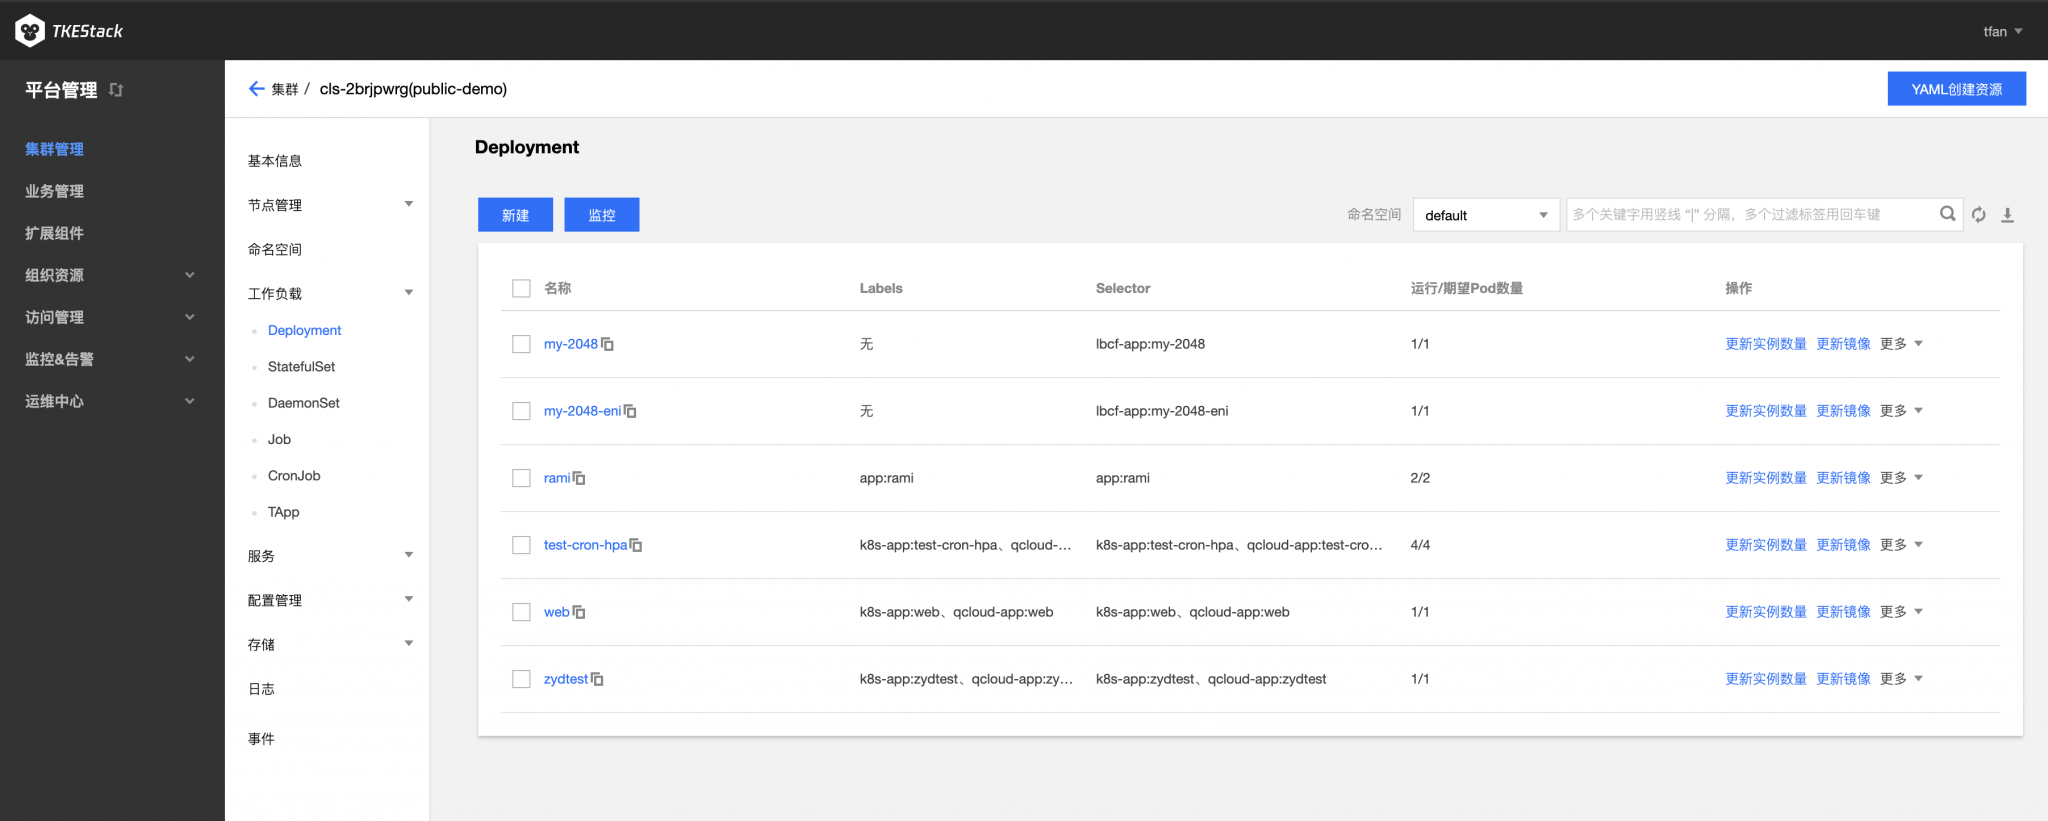 TKEStack
tfan
平台管理
集群 / cls-2brjpwrg(public-demo)
YAML创建资源
集群管理
业务管理
扩展组件
组织资源
访问管理
监控&告警
运维中心
基本信息
节点管理
命名空间
工作负载
Deployment
StatefulSet
DaemonSet
Job
CronJob
TApp
服务
配置管理
存储
日志
事件
Deployment
新建 监控 命名空间 default 多个关键字用竖线 "|" 分隔，多个过滤标签用回车键
名称 Labels Selector 运行/期望Pod数量 操作
my-2048 无 lbcf-app:my-2048 1/1 更新实例数量 更新镜像 更多
my-2048-eni 无 lbcf-app:my-2048-eni 1/1 更新实例数量 更新镜像 更多
rami app:rami app:rami 2/2 更新实例数量 更新镜像 更多
test-cron-hpa k8s-app:test-cron-hpa、qcloud-... k8s-app:test-cron-hpa、qcloud-app:test-cro... 4/4 更新实例数量 更新镜像 更多
web k8s-app:web、qcloud-app:web k8s-app:web、qcloud-app:web 1/1 更新实例数量 更新镜像 更多
zydtest k8s-app:zydtest、qcloud-app:zy... k8s-app:zydtest、qcloud-app:zydtest 1/1 更新实例数量 更新镜像 更多